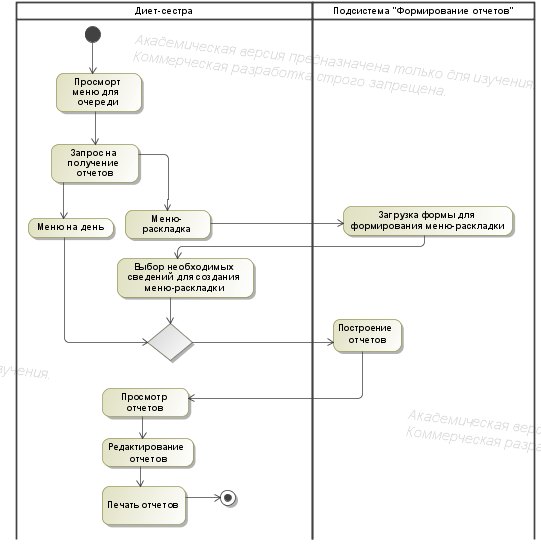 Диет-сестра
Подсистема "Формирование отчетов"
Академическая версия предназначена только для изучения
Коммерческая разработка строго запрещена.
Просморт
меню для
очереди
Запрос на
получение
отчетов
Меню на день
Меню-
раскладка
Загрузка формы для
формирования меню-раскладки
Выбор необходимых
сведений для создания
меню-раскладки
Построение
отчетов
зучения.
Просмотр
отчетов
Академическая верс
Коммерческая разра
Редактирование
отчетов
Печать отчетов